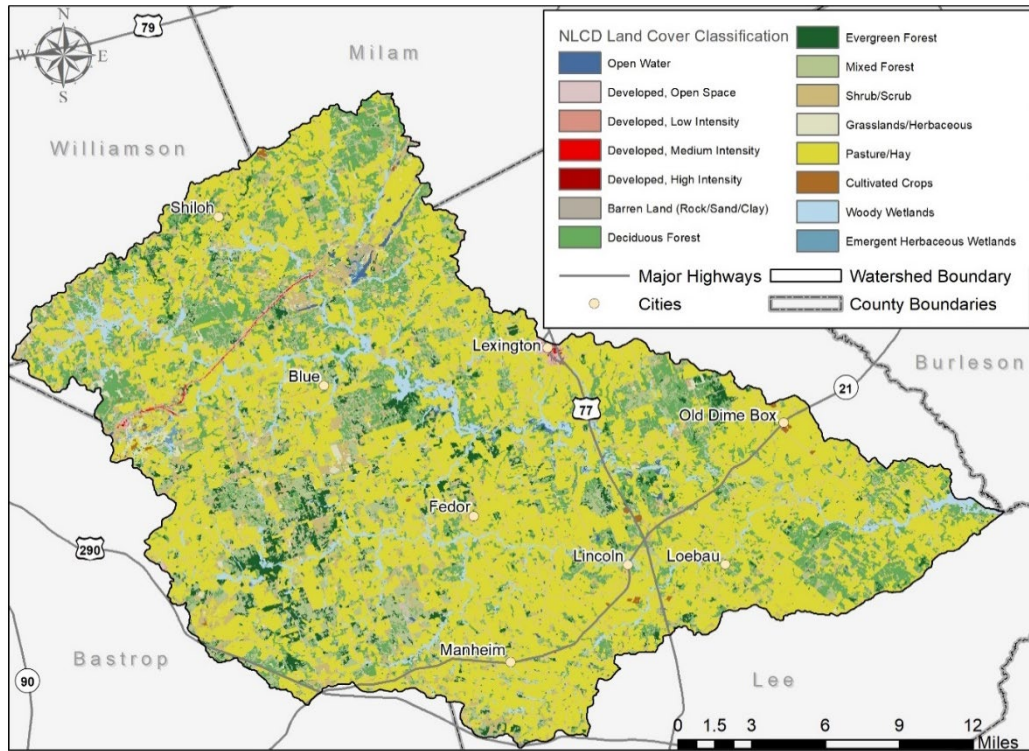 N
W E
S
79
Milam
Williamson
NLCD Land Cover Classification
Open Water
Developed, Open Space
Developed, Low Intensity
Developed, Medium Intensity
Developed, High Intensity
Barren Land (Rock/Sand/Clay)
Deciduous Forest
Evergreen Forest
Mixed Forest
Shrub/Scrub
Grasslands/Herbaceous
Pasture/Hay
Cultivated Crops
Woody Wetlands
Emergent Herbaceous Wetlands
Major Highways
Watershed Boundary
Cities
County Boundaries
Shiloh
Lexington
Burleson
Blue
21
77
Old Dime Box
Fedor
290
Lincoln
Loebau
Manheim
Bastrop
Lee
90
0 1.5 3 6 9 12
Miles